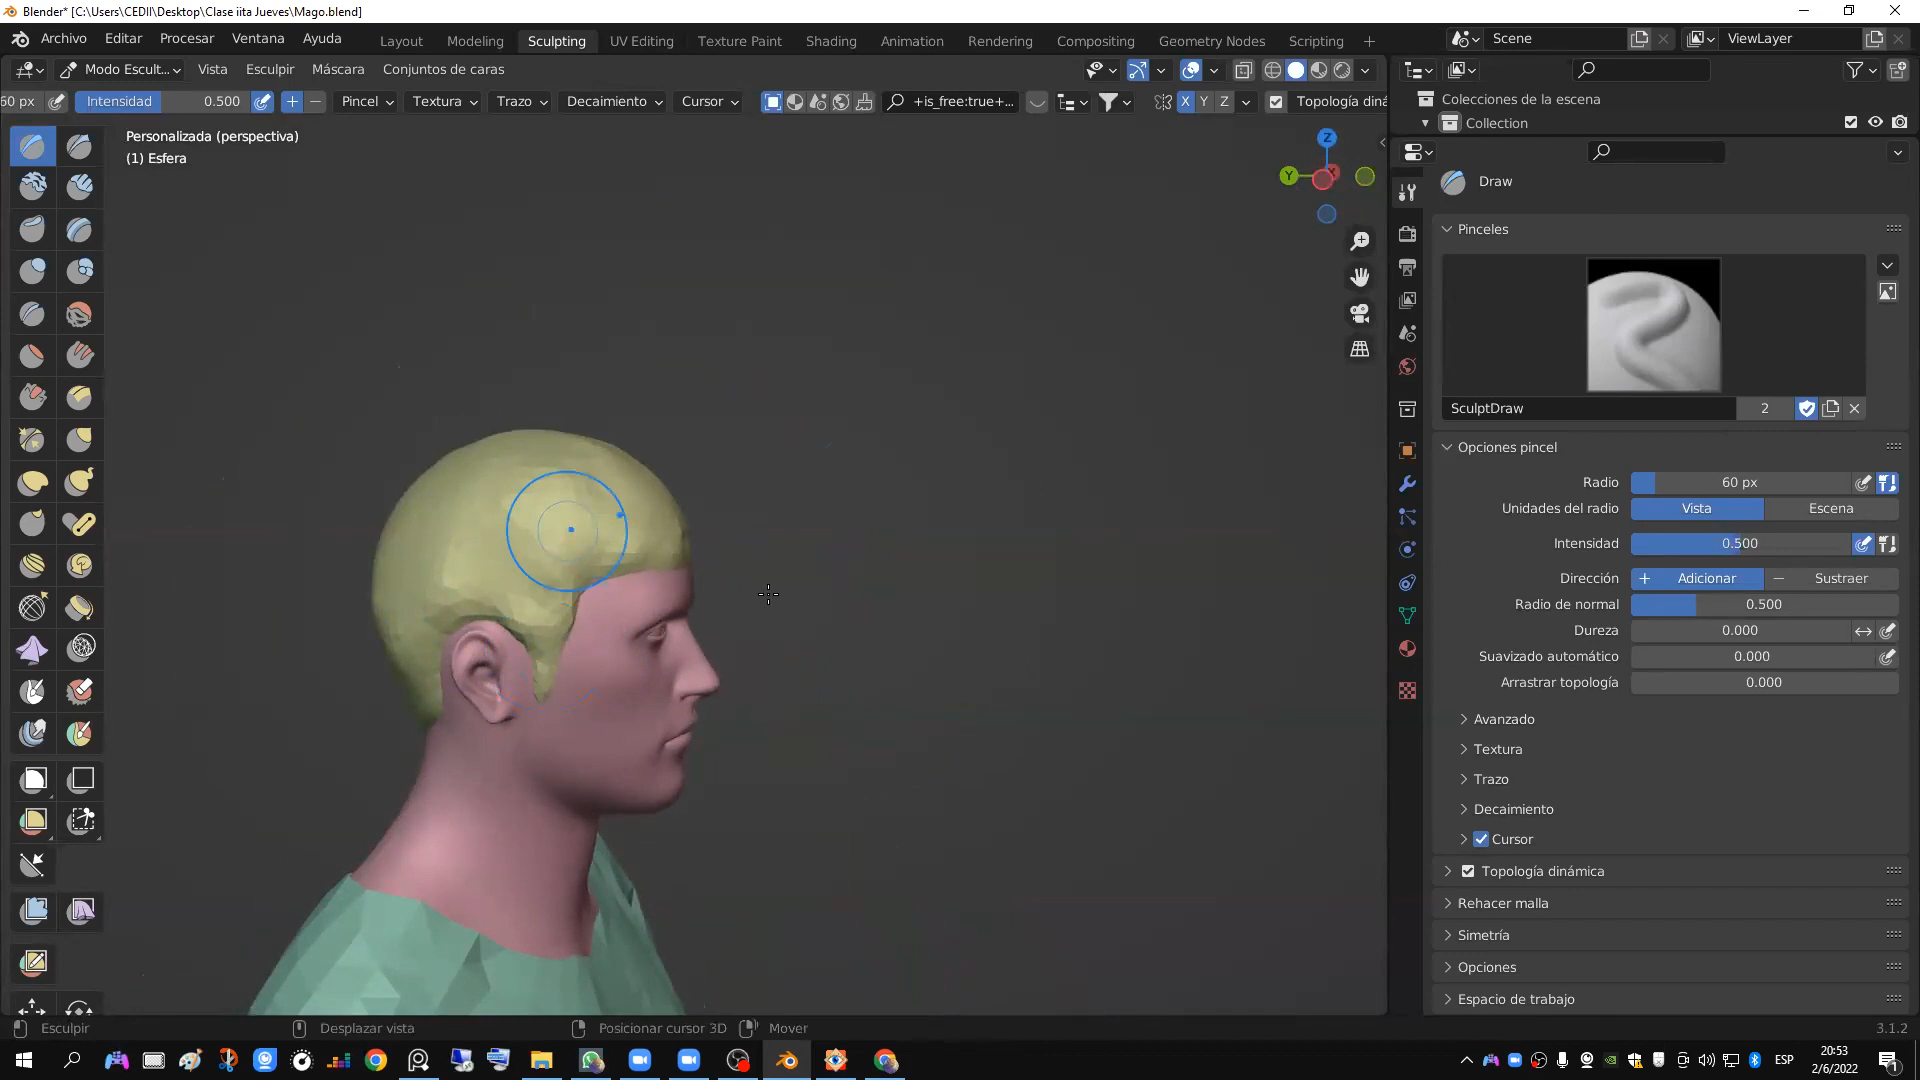 Blender* [C:\Users\CEDII\Desktop\Clase iita Jueves\Mago.blend]
Archivo Editar Procesar Ventana Ayuda Layout Modeling Sculpting UV Editing Texture Paint Shading Animation Rendering Compositing Geometry Nodes Scripting + Scene ViewLayer
Modo Escult... Vista Esculpir Máscara Conjuntos de caras
60 px Intensidad 0.500 Pincel Textura Trazo Decaimiento Cursor +is_free:true+... X Y Z Topología diná
Colecciones de la escena
Collection
Personalizada (perspectiva)
(1) Esfera
Z
Y
Draw
Pinceles
SculptDraw 2
Opciones pincel
Radio 60 px
Unidades del radio Vista Escena
Intensidad 0.500
Dirección + Adicionar − Sustraer
Radio de normal 0.500
Dureza 0.000
Suavizado automático 0.000
Arrastrar topología 0.000
Avanzado
Textura
Trazo
Decaimiento
Cursor
Topología dinámica
Rehacer malla
Simetría
Opciones
Espacio de trabajo
Esculpir Desplazar vista Posicionar cursor 3D Mover 3.1.2
ESP
20:53
2/6/2022
1